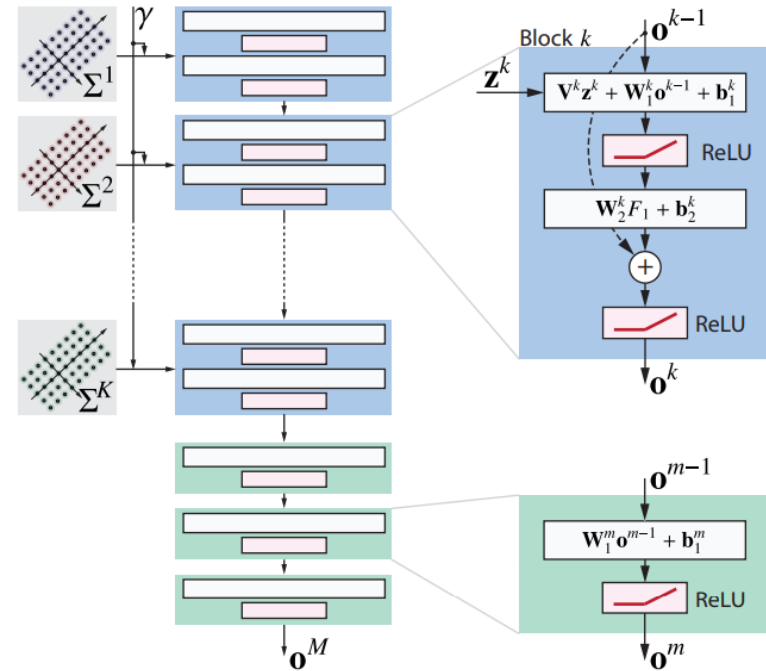 γ
Σ¹
Σ²
Σᴷ
oᴹ
Block k
oᵏ⁻¹
zᵏ
Vᵏzᵏ + W₁ᵏoᵏ⁻¹ + b₁ᵏ
ReLU
W₂ᵏF₁ + b₂ᵏ
+
ReLU
oᵏ
oᵐ⁻¹
W₁ᵐoᵐ⁻¹ + b₁ᵐ
ReLU
oᵐ